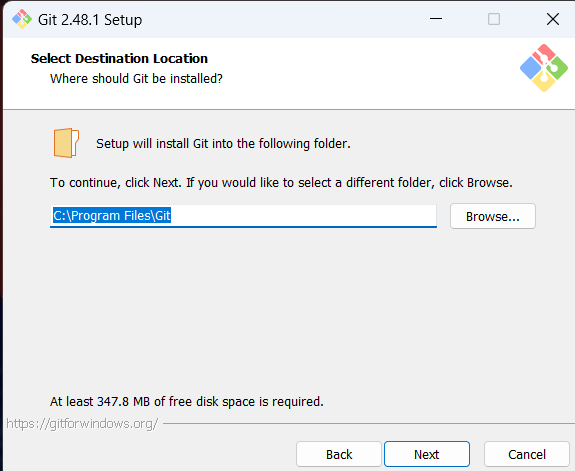 Git 2.48.1 Setup
Select Destination Location
Where should Git be installed?
Setup will install Git into the following folder.
To continue, click Next. If you would like to select a different folder, click Browse.
C:\Program Files\Git
Browse...
At least 347.8 MB of free disk space is required.
https://gitforwindows.org/
Back
Next
Cancel